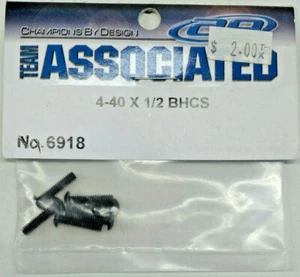 CHAMPIONS BY DESIGN
TEAM
ASSOCIATED
$ 2.00
4-40 X 1/2 BHCS
No. 6918